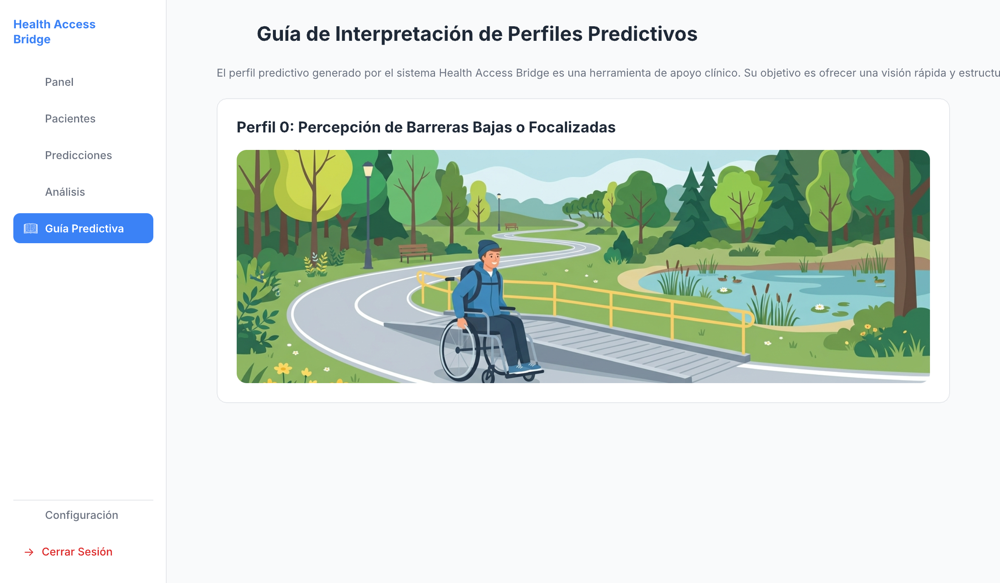 Health Access
Bridge
Panel
Pacientes
Predicciones
Análisis
Guía Predictiva
Configuración
Cerrar Sesión
Guía de Interpretación de Perfiles Predictivos
El perfil predictivo generado por el sistema Health Access Bridge es una herramienta de apoyo clínico. Su objetivo es ofrecer una visión rápida y estructu
Perfil 0: Percepción de Barreras Bajas o Focalizadas